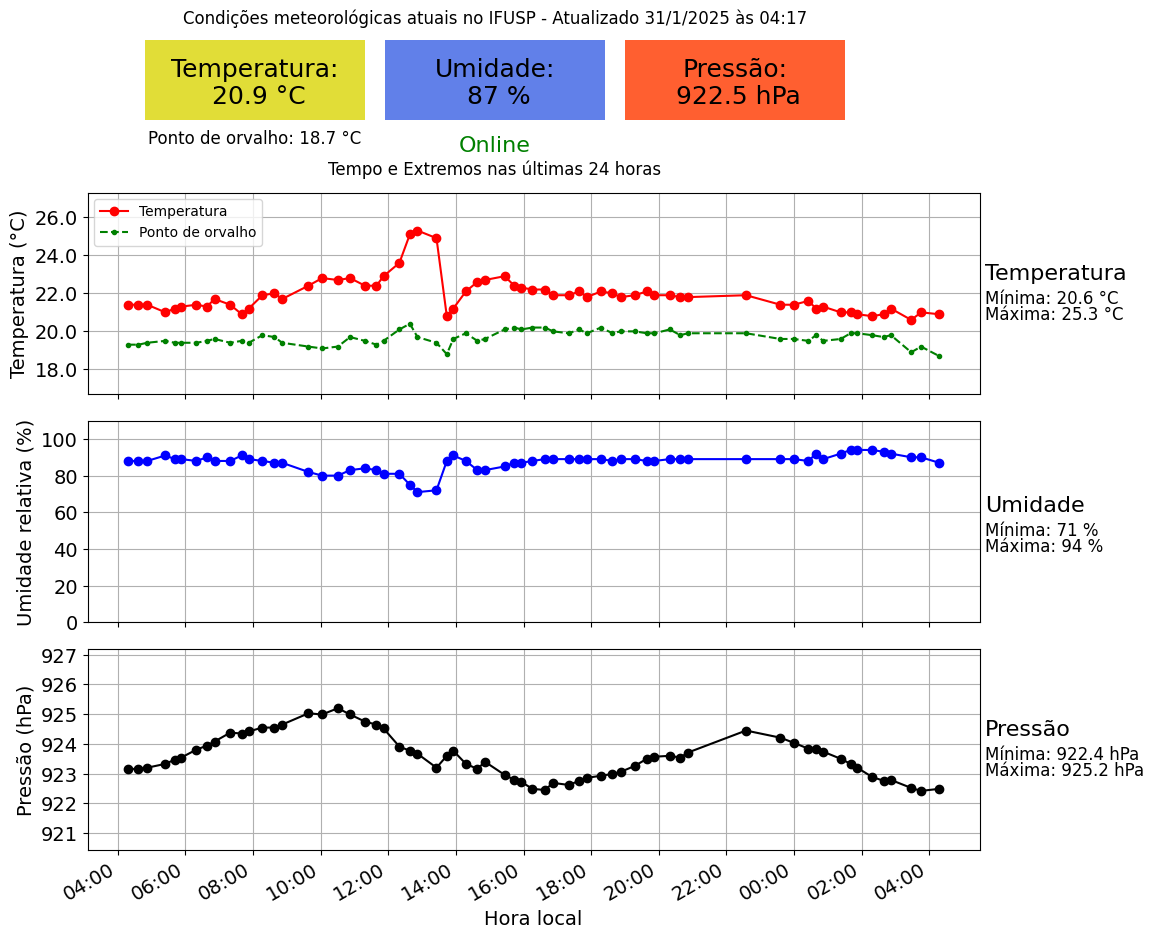 Condições meteorológicas atuais no IFUSP - Atualizado 31/1/2025 às 04:17
Temperatura:
20.9 °C
Umidade:
87 %
Pressão:
922.5 hPa
Ponto de orvalho: 18.7 °C
Online
Tempo e Extremos nas últimas 24 horas
Temperatura (°C)
26.0
24.0
22.0
20.0
18.0
Temperatura
Ponto de orvalho
Temperatura
Mínima: 20.6 °C
Máxima: 25.3 °C
Umidade relativa (%)
100
80
60
40
20
0
Umidade
Mínima: 71 %
Máxima: 94 %
Pressão (hPa)
927
926
925
924
923
922
921
Pressão
Mínima: 922.4 hPa
Máxima: 925.2 hPa
04:00
06:00
08:00
10:00
12:00
14:00
16:00
18:00
20:00
22:00
00:00
02:00
04:00
Hora local